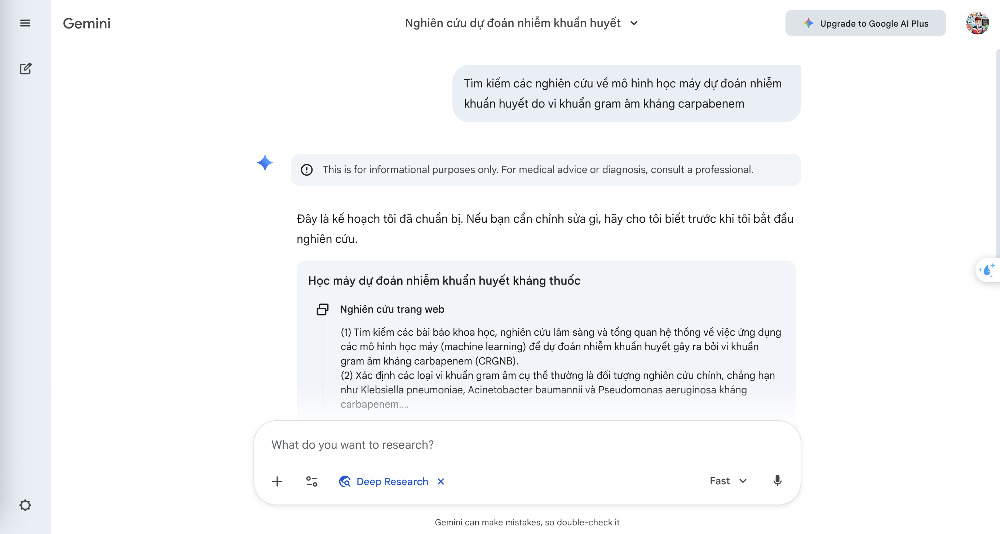 Gemini
Nghiên cứu dự đoán nhiễm khuẩn huyết
Upgrade to Google AI Plus
ENGLISH
Tìm kiếm các nghiên cứu về mô hình học máy dự đoán nhiễm
khuẩn huyết do vi khuẩn gram âm kháng carpabenem
This is for informational purposes only. For medical advice or diagnosis, consult a professional.
Đây là kế hoạch tôi đã chuẩn bị. Nếu bạn cần chỉnh sửa gì, hãy cho tôi biết trước khi tôi bắt đầu
nghiên cứu.
Học máy dự đoán nhiễm khuẩn huyết kháng thuốc
Nghiên cứu trang web
(1) Tìm kiếm các bài báo khoa học, nghiên cứu lâm sàng và tổng quan hệ thống về việc ứng dụng
các mô hình học máy (machine learning) để dự đoán nhiễm khuẩn huyết gây ra bởi vi khuẩn
gram âm kháng carbapenem (CRGNB).
(2) Xác định các loại vi khuẩn gram âm cụ thể thường là đối tượng nghiên cứu chính, chẳng hạn
như Klebsiella pneumoniae, Acinetobacter baumannii và Pseudomonas aeruginosa kháng
carbapenem....
What do you want to research?
Deep Research
Fast
Gemini can make mistakes, so double-check it